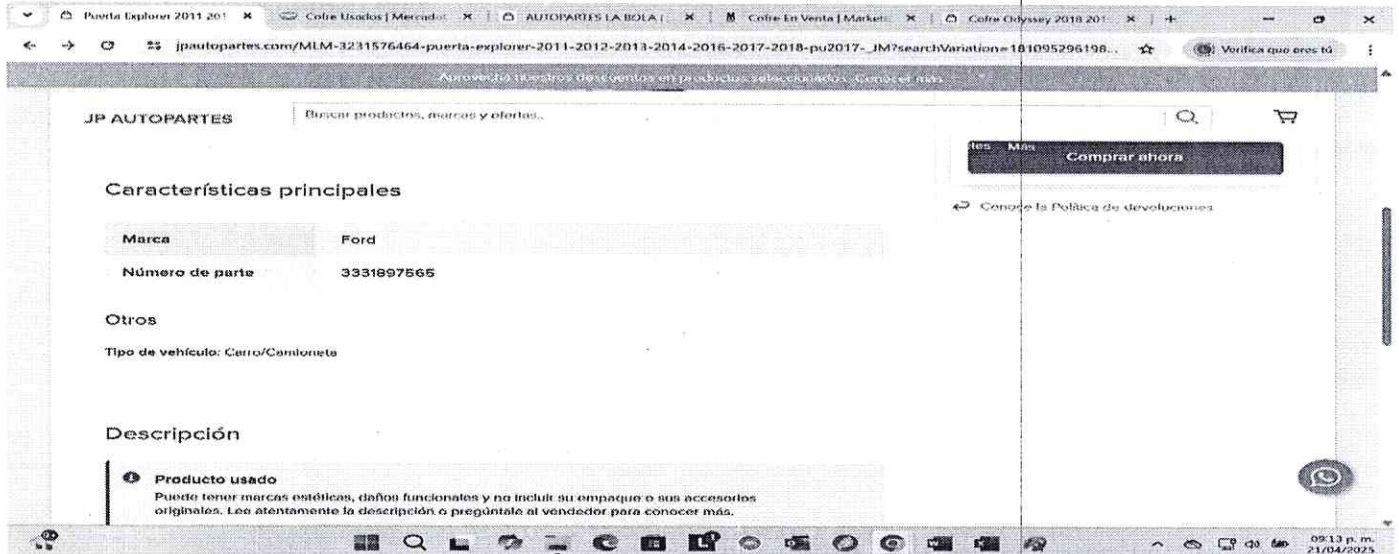 Puerta Explorer 2011 201
Cofre Usados | Mercado
AUTOPARTES LA BOLA |
Cofre En Venta | Market
Cofre Odyssey 2018 201
jpautopartes.com/MLM-3231576464-puerta-explorer-2011-2012-2013-2014-2016-2017-2018-pu2017-_JM?searchVariation=181095296198...
Verifica que eres tú
Aprovecha nuestros descuentos en productos seleccionados. Conocer más
JP AUTOPARTES
Buscar productos, marcas y ofertas..
Más
Comprar ahora
Características principales
Conoce la Política de devoluciones
Marca Ford
Número de parte 3331897565
Otros
Tipo de vehículo: Carro/Camioneta
Descripción
Producto usado
Puede tener marcas estéticas, daños funcionales y no incluir su empaque o sus accesorios
originales. Lee atentamente la descripción o pregúntale al vendedor para conocer más.
09:13 p. m.
21/04/2025